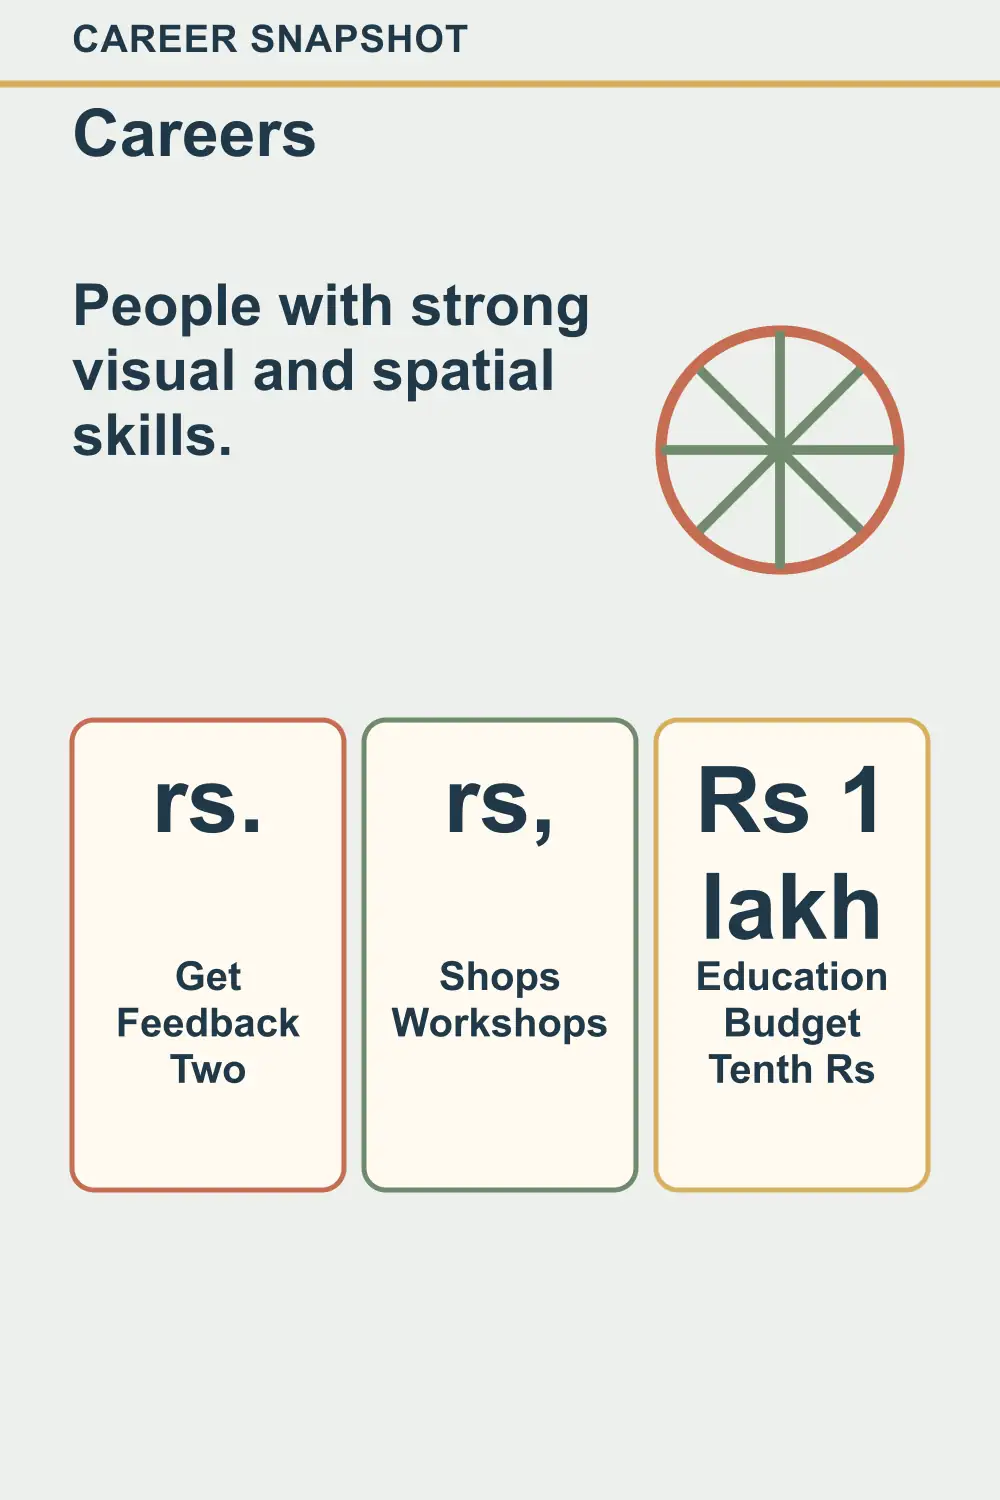 CAREER SNAPSHOT
Careers
People with strong
visual and spatial
skills.
rs.
Get
Feedback
Two
rs,
Shops
Workshops
Rs 1
lakh
Education
Budget
Tenth Rs